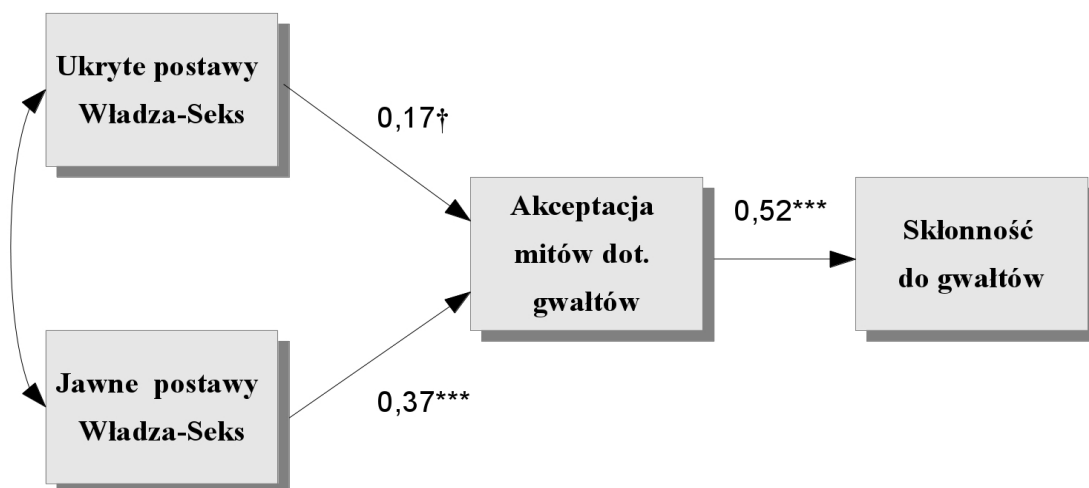 Ukryte postawy
Władza-Seks
0,17†
Akceptacja
mitów dot.
gwałtów
0,52***
Skłonność
do gwałtów
Jawne postawy
Władza-Seks
0,37***